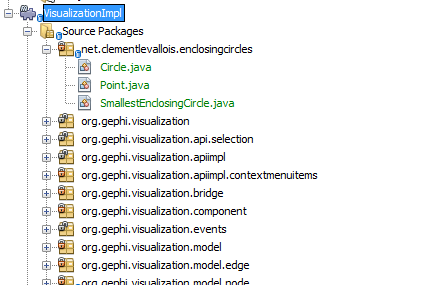 VisualizationImpl
Source Packages
net.clementlevallois.enclosingcircles
Circle.java
Point.java
SmallestEnclosingCircle.java
org.gephi.visualization
org.gephi.visualization.api.selection
org.gephi.visualization.apiimpl
org.gephi.visualization.apiimpl.contextmenuitems
org.gephi.visualization.bridge
org.gephi.visualization.component
org.gephi.visualization.events
org.gephi.visualization.model
org.gephi.visualization.model.edge
org.gephi.visualization.model.node